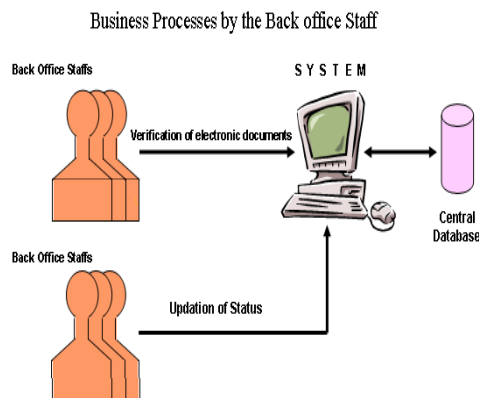 Business Processes by the Back office Staff
Back Office Staffs
S Y S T E M
Verification of electronic documents
Central
Database
Back Office Staffs
Updation of Status